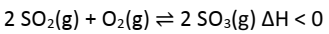 2 SO₂(g) + O₂(g) ⇌ 2 SO₃(g) ΔH < 0